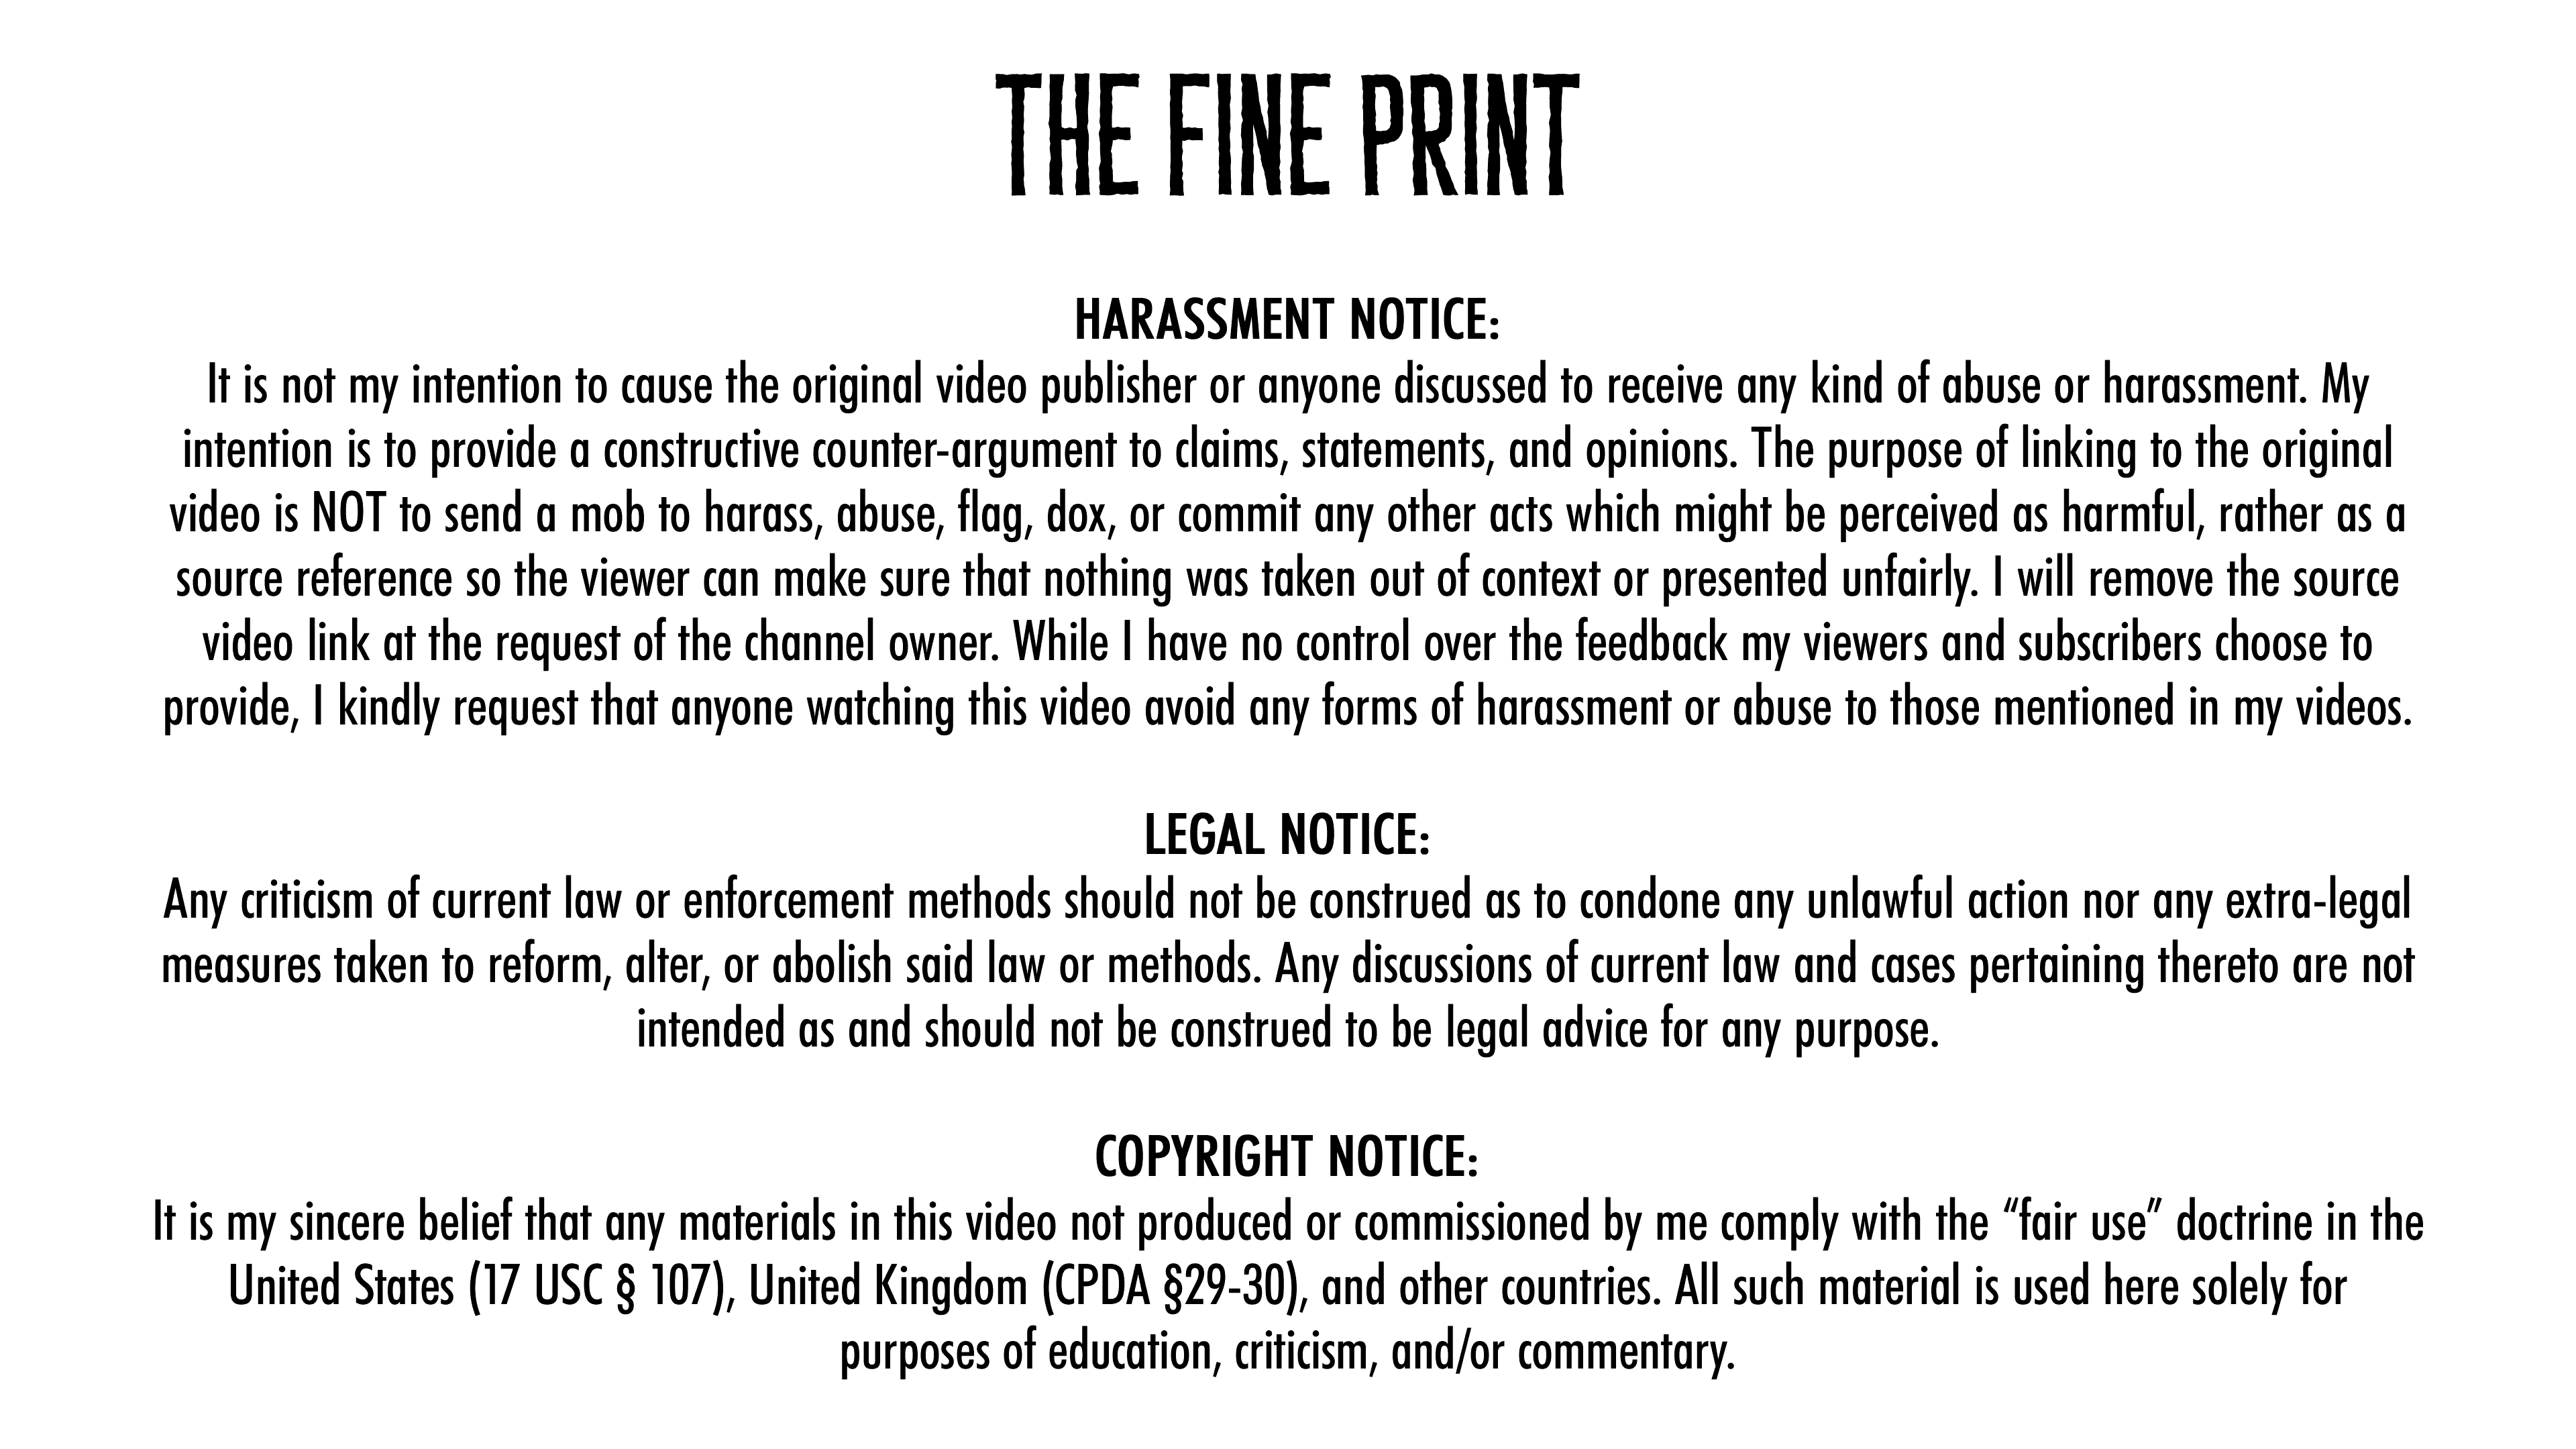 THE FINE PRINT
HARASSMENT NOTICE:
It is not my intention to cause the original video publisher or anyone discussed to receive any kind of abuse or harassment. My
intention is to provide a constructive counter-argument to claims, statements, and opinions. The purpose of linking to the original
video is NOT to send a mob to harass, abuse, flag, dox, or commit any other acts which might be perceived as harmful, rather as a
source reference so the viewer can make sure that nothing was taken out of context or presented unfairly. I will remove the source
video link at the request of the channel owner. While I have no control over the feedback my viewers and subscribers choose to
provide, I kindly request that anyone watching this video avoid any forms of harassment or abuse to those mentioned in my videos.
LEGAL NOTICE:
Any criticism of current law or enforcement methods should not be construed as to condone any unlawful action nor any extra-legal
measures taken to reform, alter, or abolish said law or methods. Any discussions of current law and cases pertaining thereto are not
intended as and should not be construed to be legal advice for any purpose.
COPYRIGHT NOTICE:
It is my sincere belief that any materials in this video not produced or commissioned by me comply with the “fair use” doctrine in the
United States (17 USC § 107), United Kingdom (CPDA §29-30), and other countries. All such material is used here solely for
purposes of education, criticism, and/or commentary.